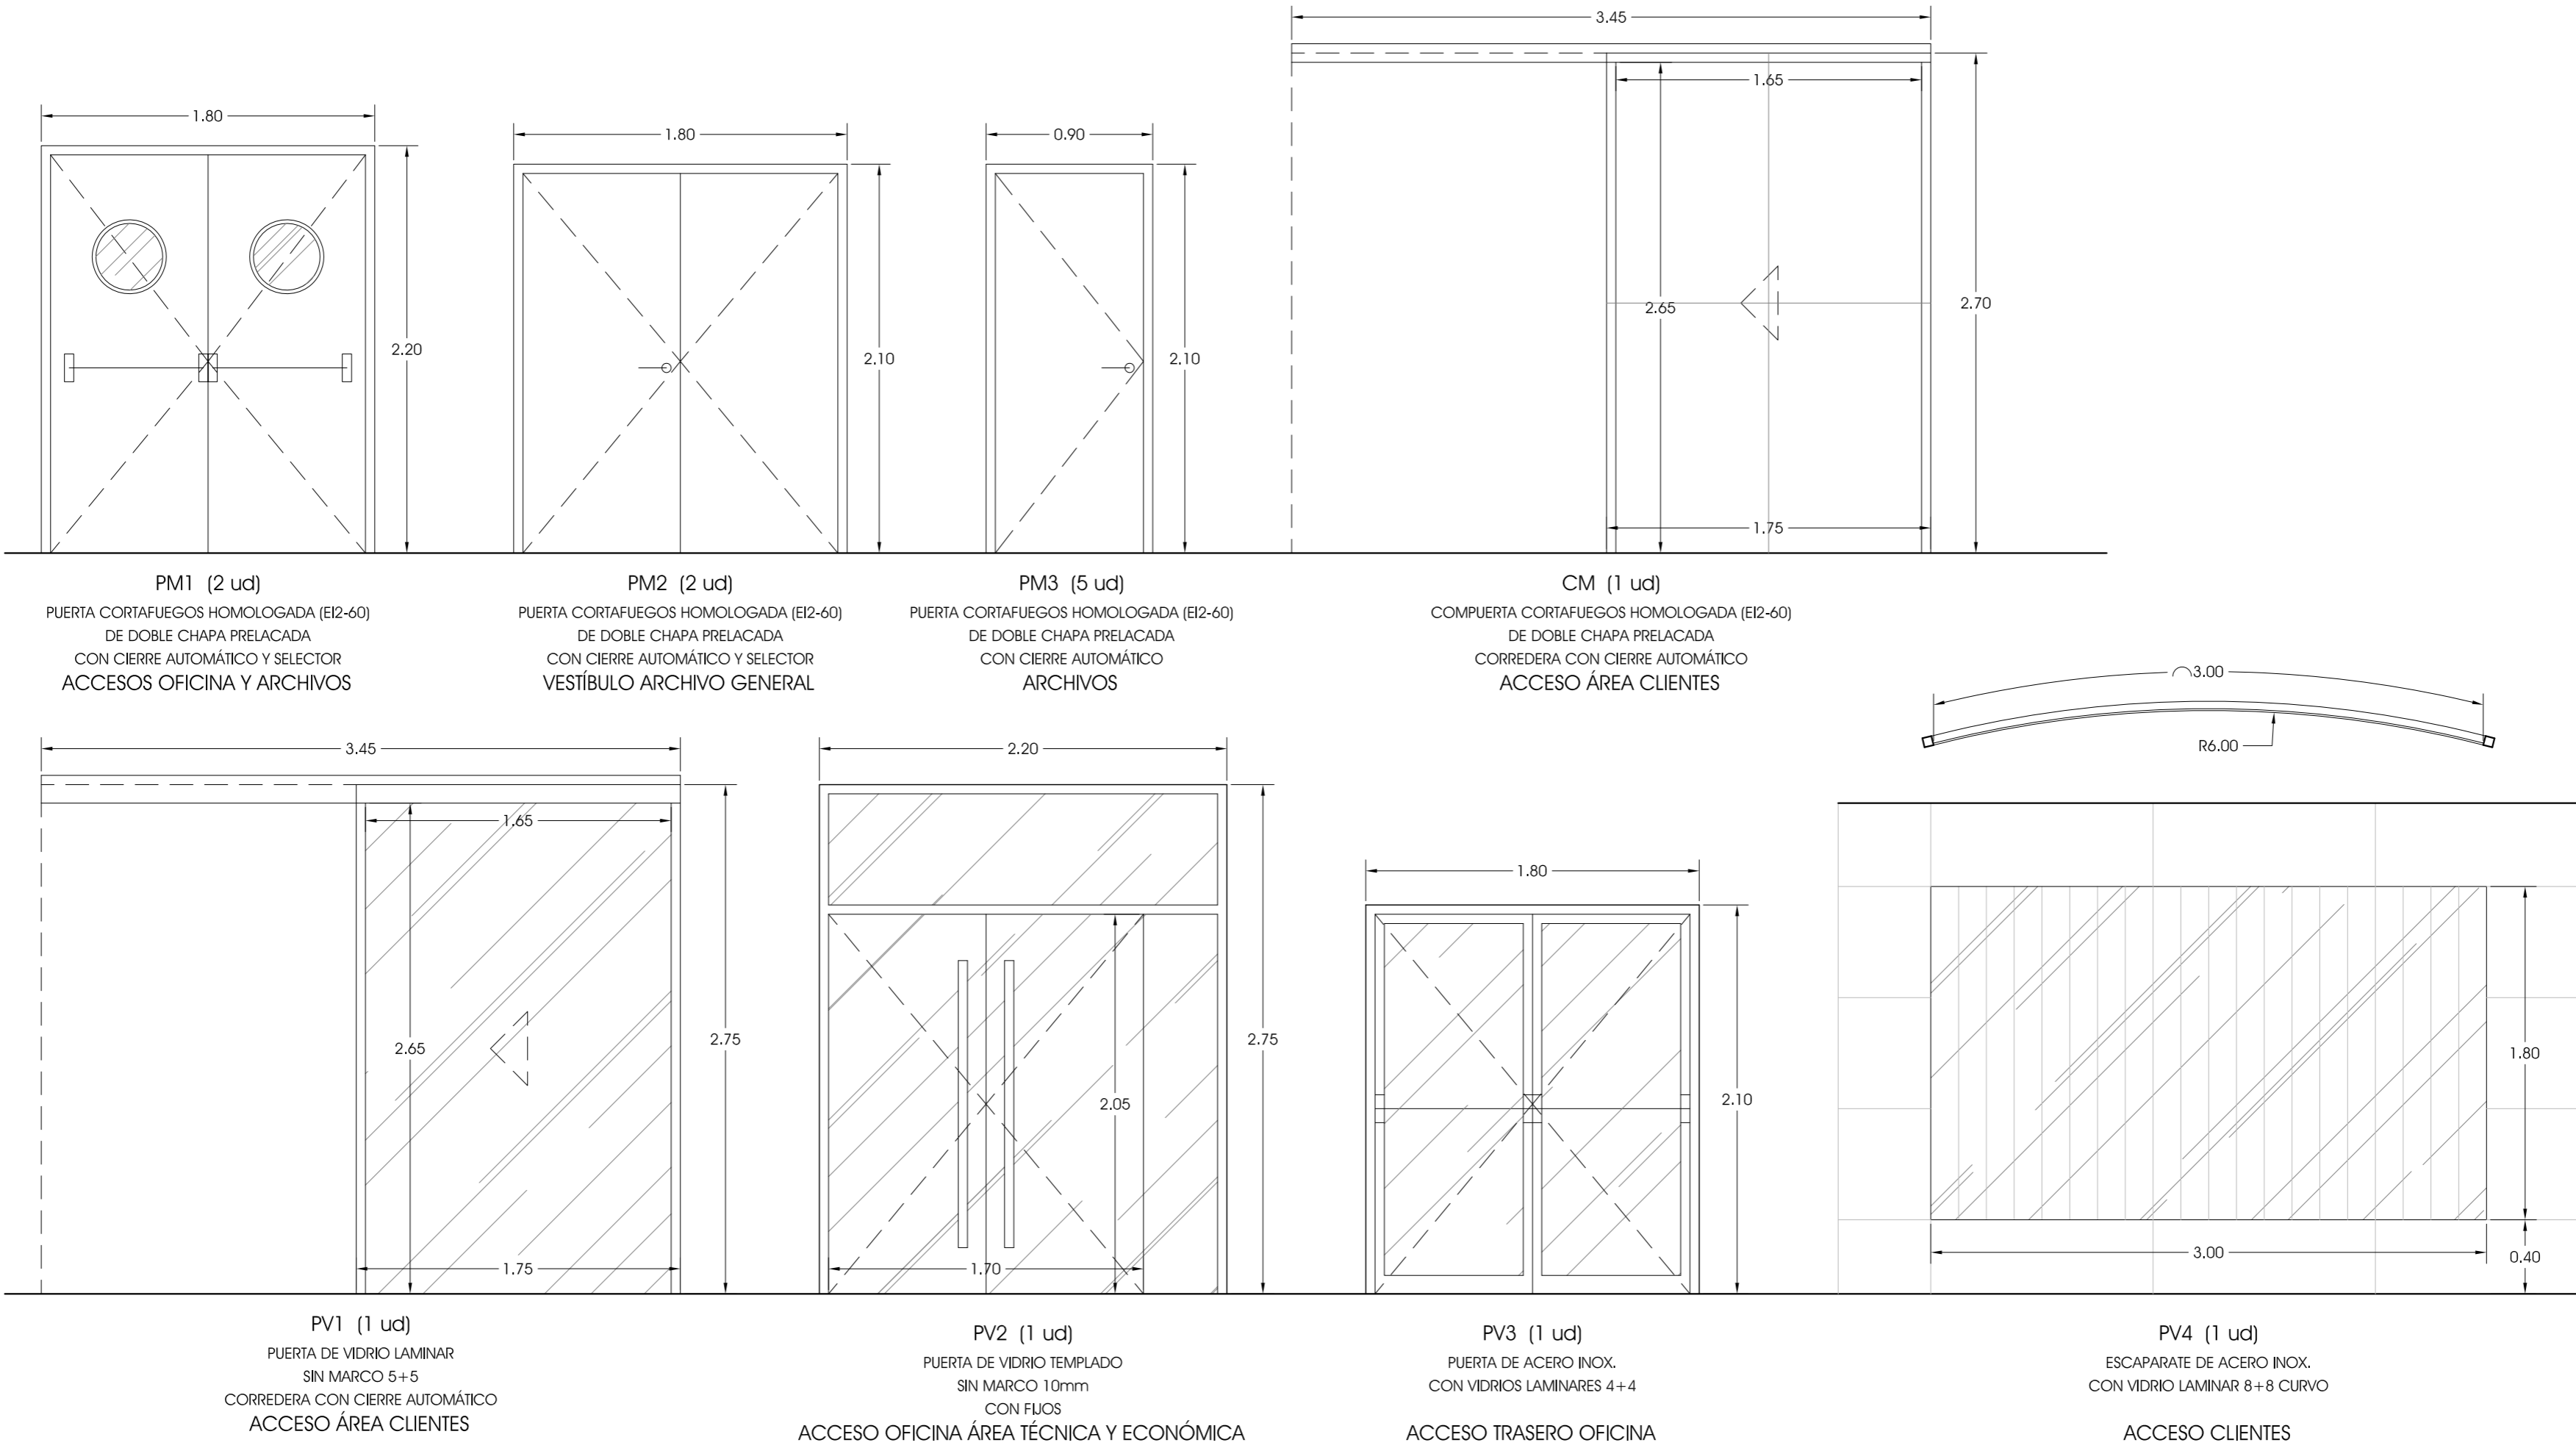 3.45
1.65
1.80
1.80
0.90
2.20
2.10
2.10
2.65
2.70
1.75
PM1 (2 ud)
PUERTA CORTAFUEGOS HOMOLOGADA (EI2-60)
DE DOBLE CHAPA PRELACADA
CON CIERRE AUTOMÁTICO Y SELECTOR
ACCESOS OFICINA Y ARCHIVOS
PM2 (2 ud)
PUERTA CORTAFUEGOS HOMOLOGADA (EI2-60)
DE DOBLE CHAPA PRELACADA
CON CIERRE AUTOMÁTICO Y SELECTOR
VESTÍBULO ARCHIVO GENERAL
PM3 (5 ud)
PUERTA CORTAFUEGOS HOMOLOGADA (EI2-60)
DE DOBLE CHAPA PRELACADA
CON CIERRE AUTOMÁTICO
ARCHIVOS
CM (1 ud)
COMPUERTA CORTAFUEGOS HOMOLOGADA (EI2-60)
DE DOBLE CHAPA PRELACADA
CORREDERA CON CIERRE AUTOMÁTICO
ACCESO ÁREA CLIENTES
⌒3.00
R6.00
3.45
1.65
2.65
2.75
1.75
2.20
2.75
2.05
1.70
1.80
2.10
1.80
3.00
0.40
PV1 (1 ud)
PUERTA DE VIDRIO LAMINAR
SIN MARCO 5+5
CORREDERA CON CIERRE AUTOMÁTICO
ACCESO ÁREA CLIENTES
PV2 (1 ud)
PUERTA DE VIDRIO TEMPLADO
SIN MARCO 10mm
CON FIJOS
ACCESO OFICINA ÁREA TÉCNICA Y ECONÓMICA
PV3 (1 ud)
PUERTA DE ACERO INOX.
CON VIDRIOS LAMINARES 4+4
ACCESO TRASERO OFICINA
PV4 (1 ud)
ESCAPARATE DE ACERO INOX.
CON VIDRIO LAMINAR 8+8 CURVO
ACCESO CLIENTES